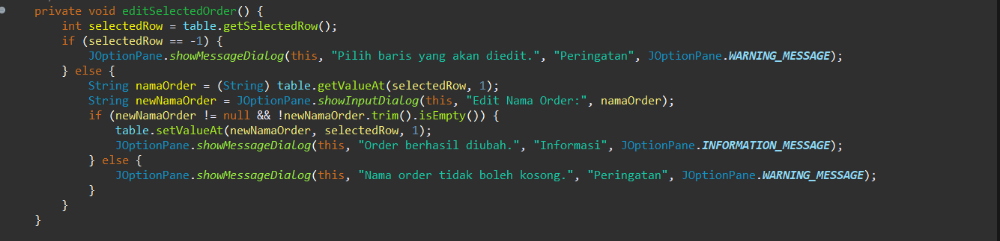 private void editSelectedOrder() {
int selectedRow = table.getSelectedRow();
if (selectedRow == -1) {
JOptionPane.showMessageDialog(this, "Pilih baris yang akan diedit.", "Peringatan", JOptionPane.WARNING_MESSAGE);
} else {
String namaOrder = (String) table.getValueAt(selectedRow, 1);
String newNamaOrder = JOptionPane.showInputDialog(this, "Edit Nama Order:", namaOrder);
if (newNamaOrder != null && !newNamaOrder.trim().isEmpty()) {
table.setValueAt(newNamaOrder, selectedRow, 1);
JOptionPane.showMessageDialog(this, "Order berhasil diubah.", "Informasi", JOptionPane.INFORMATION_MESSAGE);
} else {
JOptionPane.showMessageDialog(this, "Nama order tidak boleh kosong.", "Peringatan", JOptionPane.WARNING_MESSAGE);
}
}
}